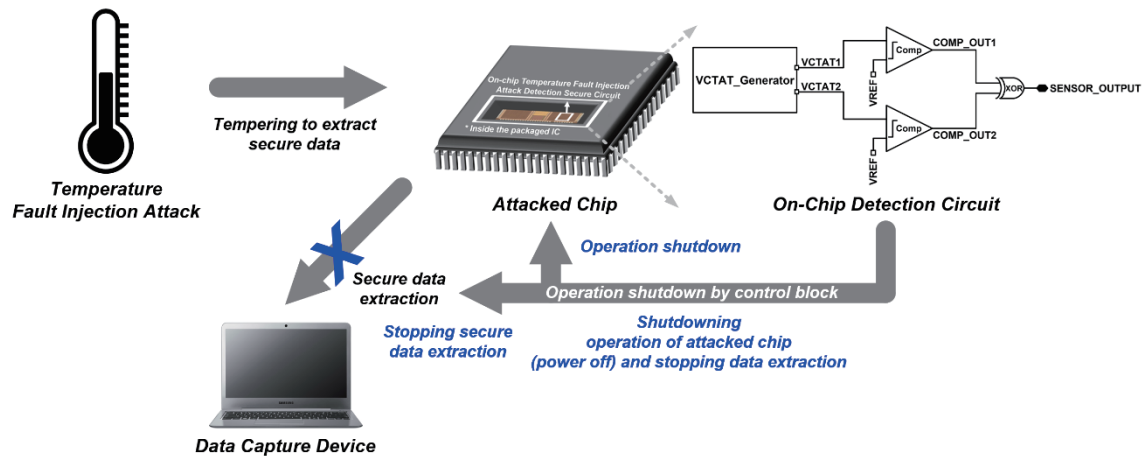 Temperature
Fault Injection Attack
Tempering to extract
secure data
On-chip Temperature Fault Injection
Attack Detection Secure Circuit
* Inside the packaged IC
Attacked Chip
VCTAT_Generator
VCTAT1
VCTAT2
VREF
Comp
COMP_OUT1
VREF
Comp
COMP_OUT2
XOR
SENSOR_OUTPUT
On-Chip Detection Circuit
Operation shutdown
Secure data
extraction
Operation shutdown by control block
Stopping secure
data extraction
Shutdowning
operation of attacked chip
(power off) and stopping data extraction
Data Capture Device